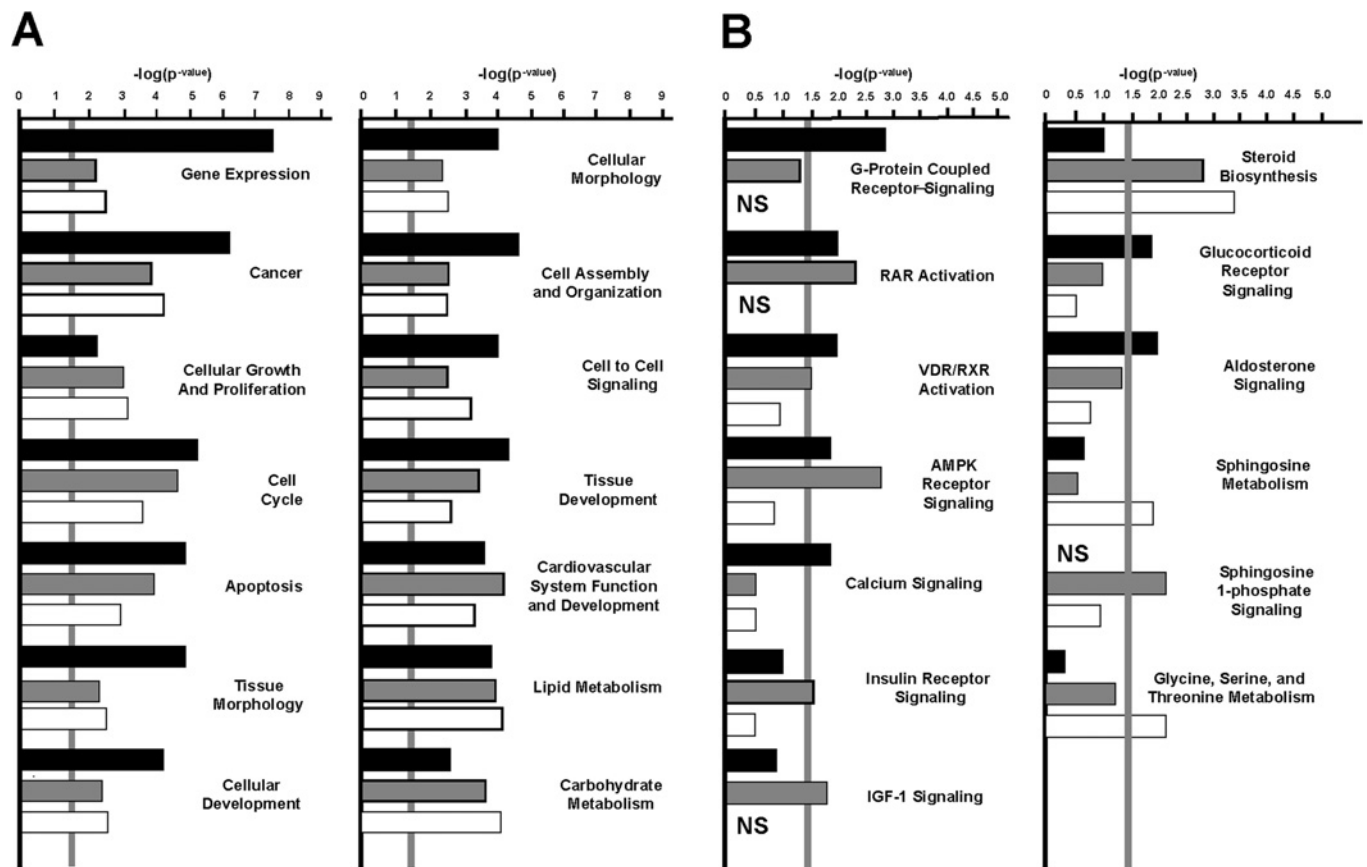 A
B
-log(p-value)
0 1 2 3 4 5 6 7 8 9
Gene Expression
Cancer
Cellular Growth
And Proliferation
Cell
Cycle
Apoptosis
Tissue
Morphology
Cellular
Development
-log(p-value)
0 1 2 3 4 5 6 7 8 9
Cellular
Morphology
Cell Assembly
and Organization
Cell to Cell
Signaling
Tissue
Development
Cardiovascular
System Function
and Development
Lipid Metabolism
Carbohydrate
Metabolism
-log(p-value)
0 0.5 1.0 1.5 2.0 2.5 3.0 3.5 4.0 5.0
G-Protein Coupled
Receptor Signaling
NS
RAR Activation
NS
VDR/RXR
Activation
AMPK
Receptor
Signaling
Calcium Signaling
Insulin Receptor
Signaling
IGF-1 Signaling
NS
-log(p-value)
0 0.5 1.0 1.5 2.0 2.5 3.0 3.5 4.0 5.0
Steroid
Biosynthesis
Glucocorticoid
Receptor
Signaling
Aldosterone
Signaling
Sphingosine
Metabolism
NS
Sphingosine
1-phosphate
Signaling
Glycine, Serine, and
Threonine Metabolism